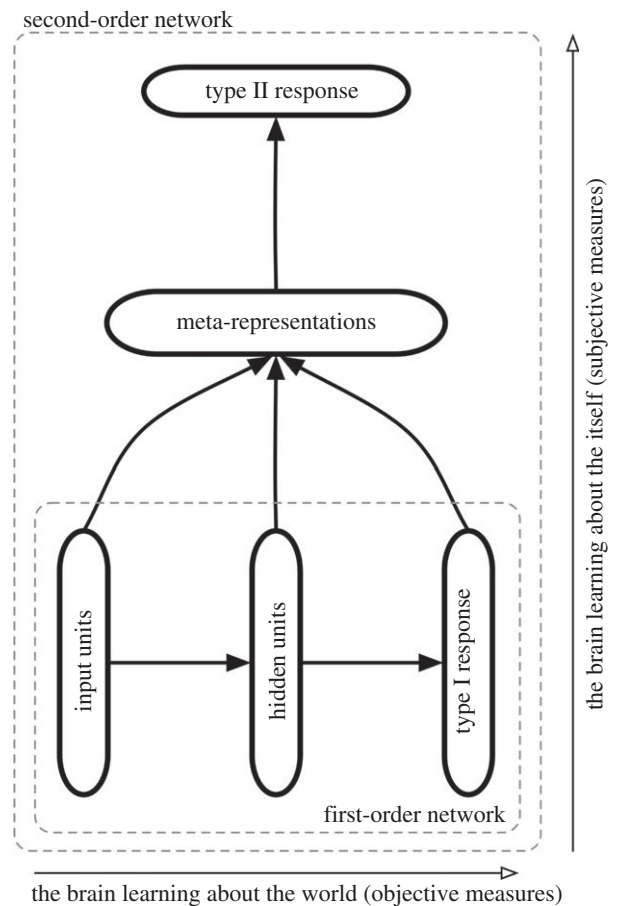 second-order network
type II response
meta-representations
input units
hidden units
type I response
first-order network
the brain learning about the world (objective measures)
the brain learning about the itself (subjective measures)